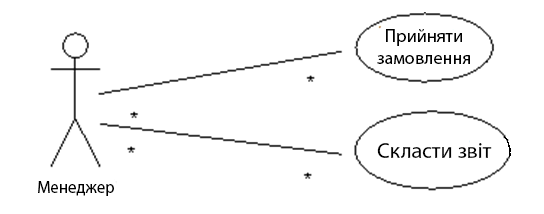 Прийняти
замовлення
*
*
*
Скласти звіт
*
Менеджер